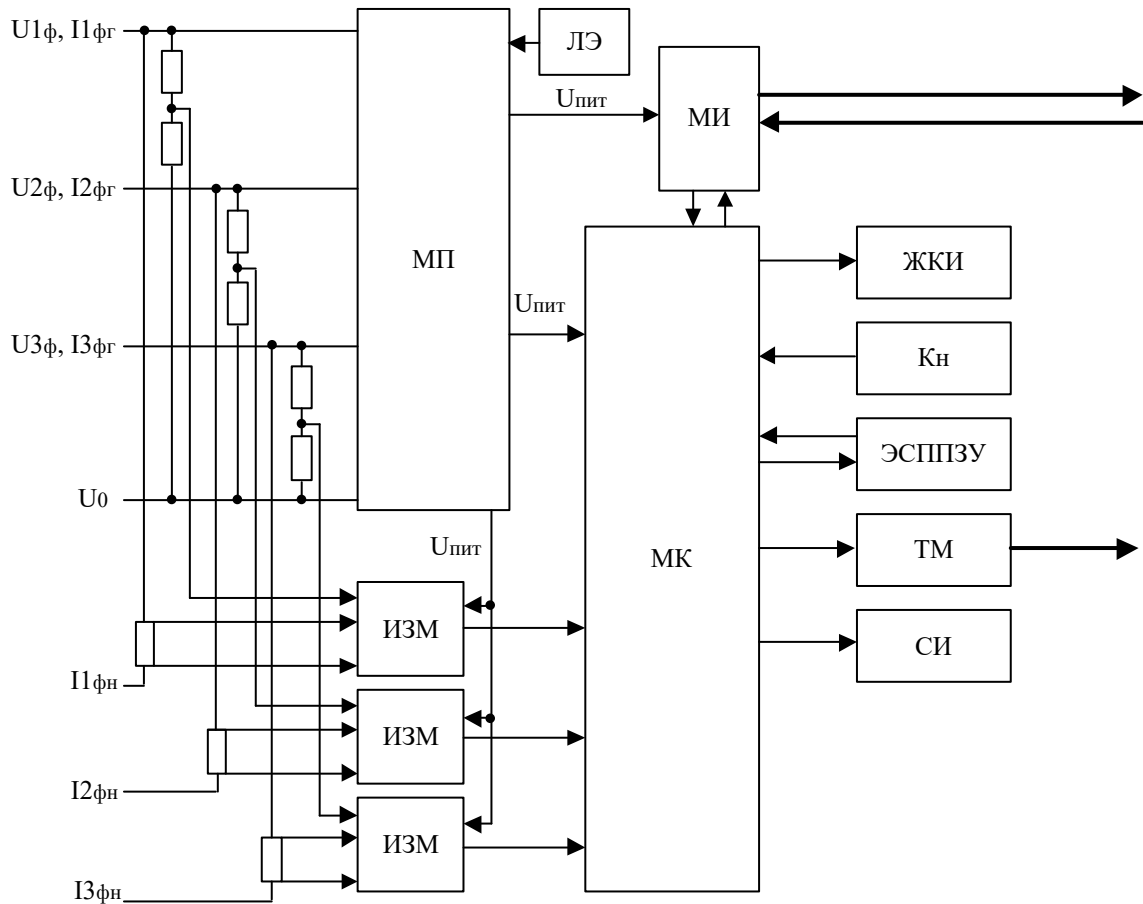 U1ф, I1фг
ЛЭ
Uпит
МИ
U2ф, I2фг
МП
ЖКИ
Uпит
U3ф, I3фг
Кн
ЭСППЗУ
U0
Uпит
МК
ТМ
ИЗМ
СИ
I1фн
ИЗМ
I2фн
ИЗМ
I3фн